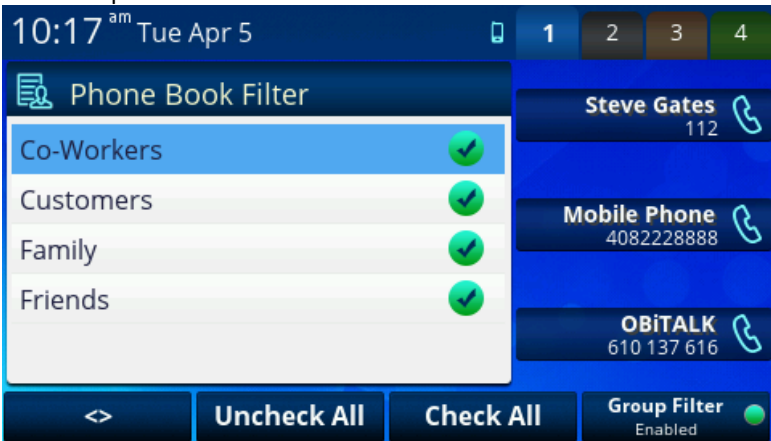 10:17 am Tue Apr 5
1 2 3 4
Phone Book Filter
Co-Workers
Customers
Family
Friends
Steve Gates
112
Mobile Phone
4082228888
OBiTALK
610 137 616
<> Uncheck All Check All Group Filter
Enabled